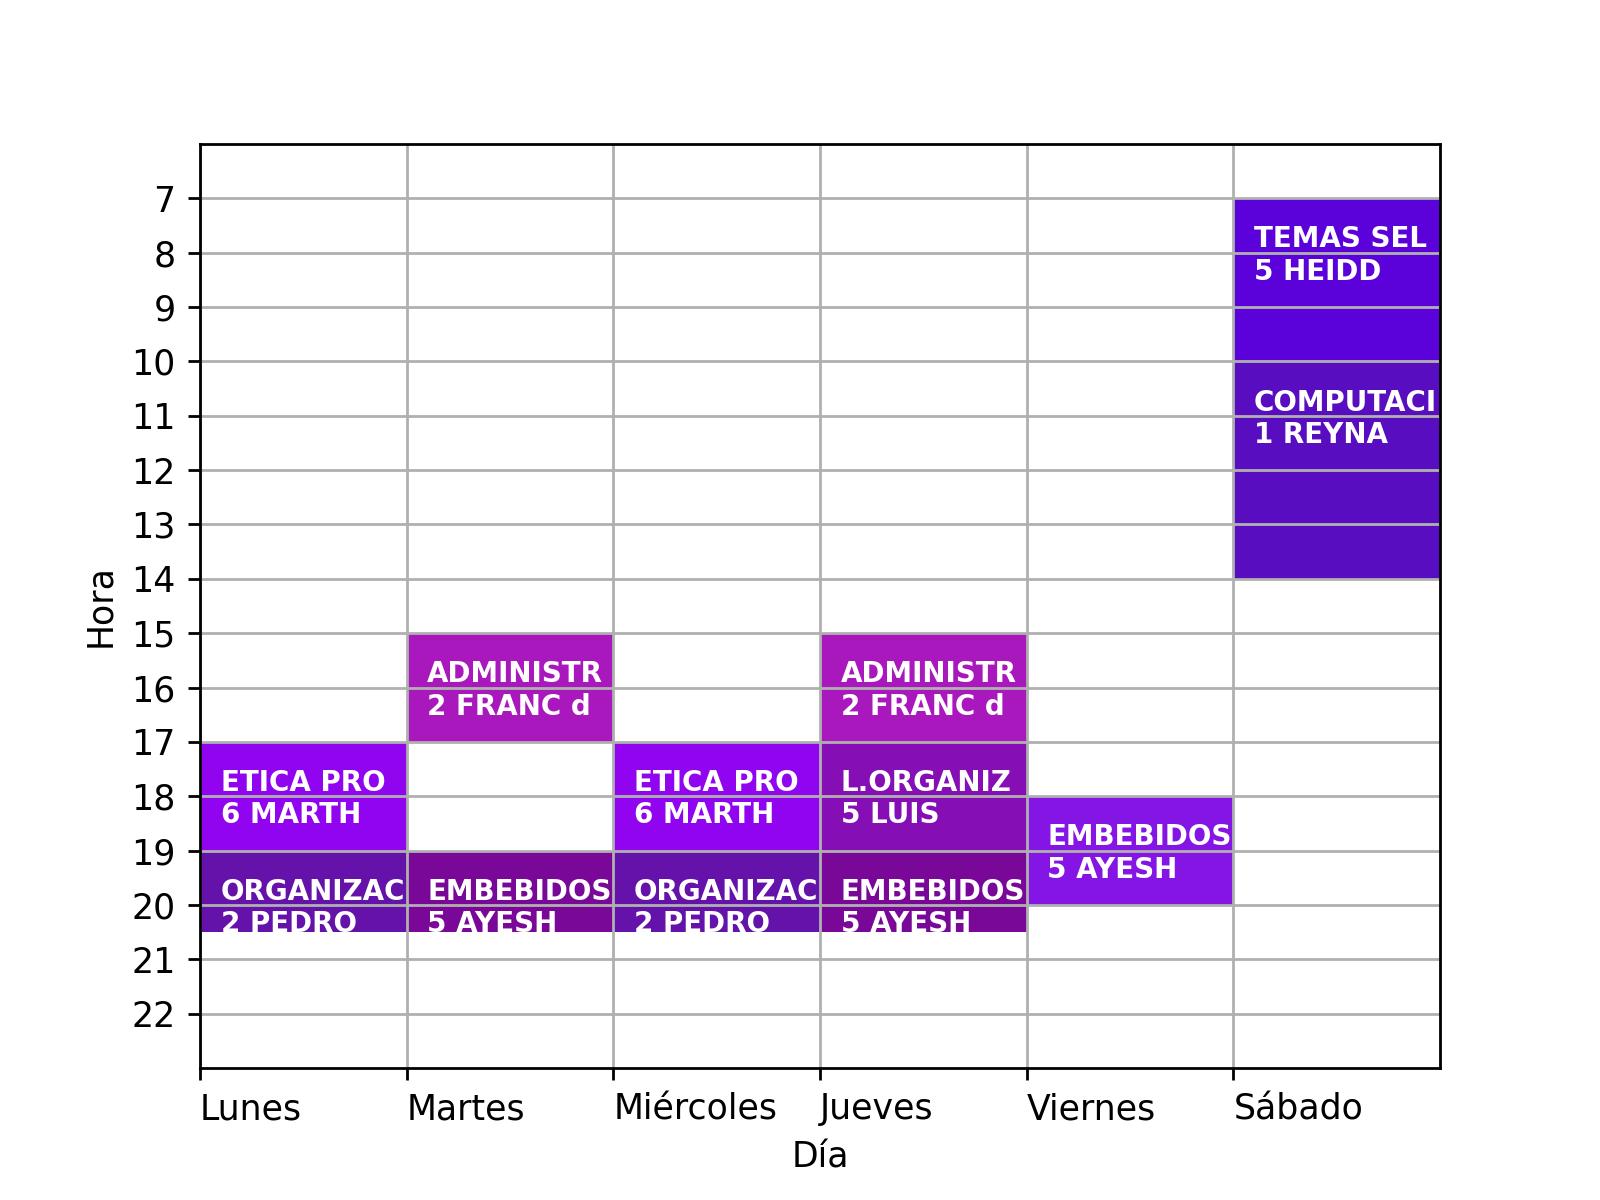 7
8
9
10
11
12
13
14
15
16
17
18
19
20
21
22
Hora
TEMAS SEL
5 HEIDD
COMPUTACI
1 REYNA
ADMINISTR
2 FRANC d
ADMINISTR
2 FRANC d
ETICA PRO
6 MARTH
ETICA PRO
6 MARTH
L.ORGANIZ
5 LUIS
EMBEBIDOS
5 AYESH
ORGANIZAC
2 PEDRO
EMBEBIDOS
5 AYESH
ORGANIZAC
2 PEDRO
EMBEBIDOS
5 AYESH
Lunes
Martes
Miércoles
Jueves
Viernes
Sábado
Día